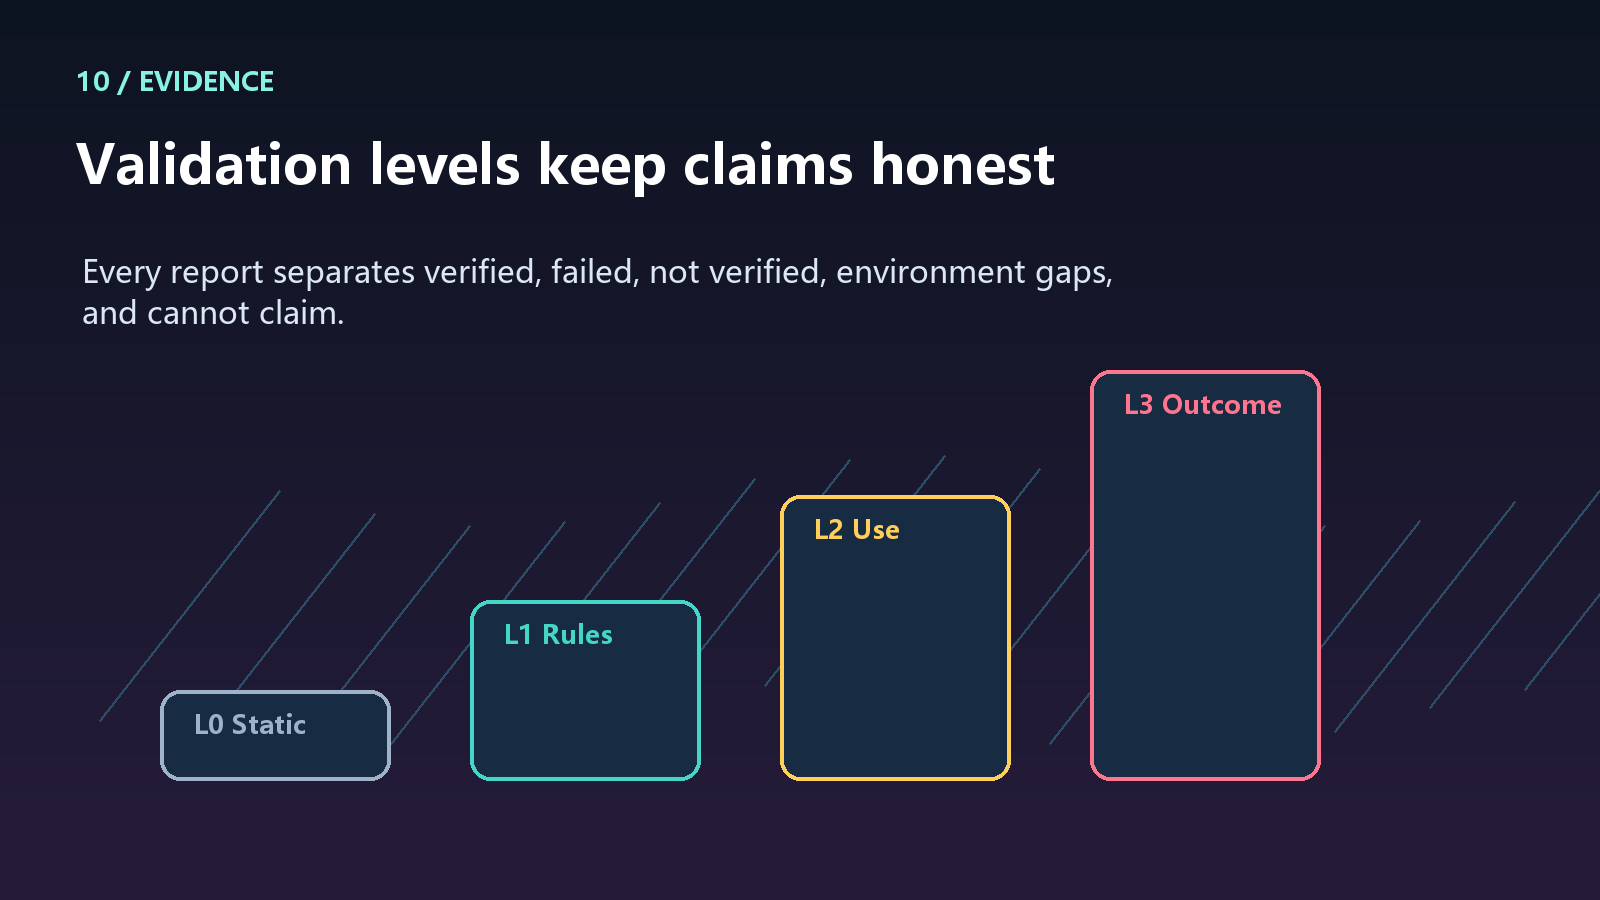 10 / EVIDENCE
Validation levels keep claims honest
Every report separates verified, failed, not verified, environment gaps,
and cannot claim.
L3 Outcome
L2 Use
L1 Rules
L0 Static